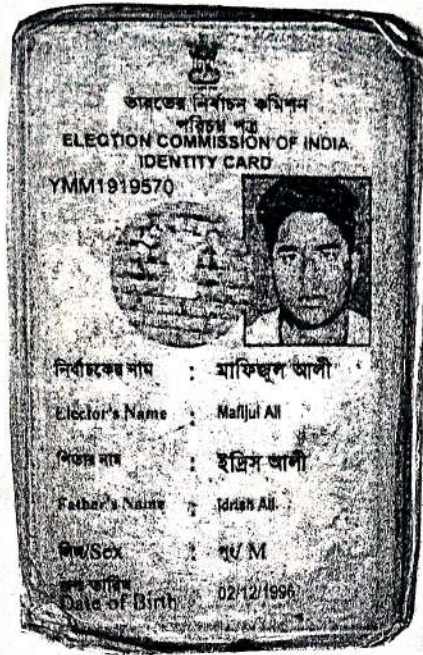 ভারতের নির্বাচন কমিশন
পরিচয় পত্র
ELECTION COMMISSION OF INDIA
IDENTITY CARD
YMM1919570
নির্বাচকের নাম : মাফিজুল আলী
Elector's Name : Mafijul Ali
পিতার নাম : ইদ্রিস আলী
Father's Name : Idrish Ali
লিঙ্গ/Sex : পুং/ M
জন্ম তারিখ
Date of Birth : 02/12/1996